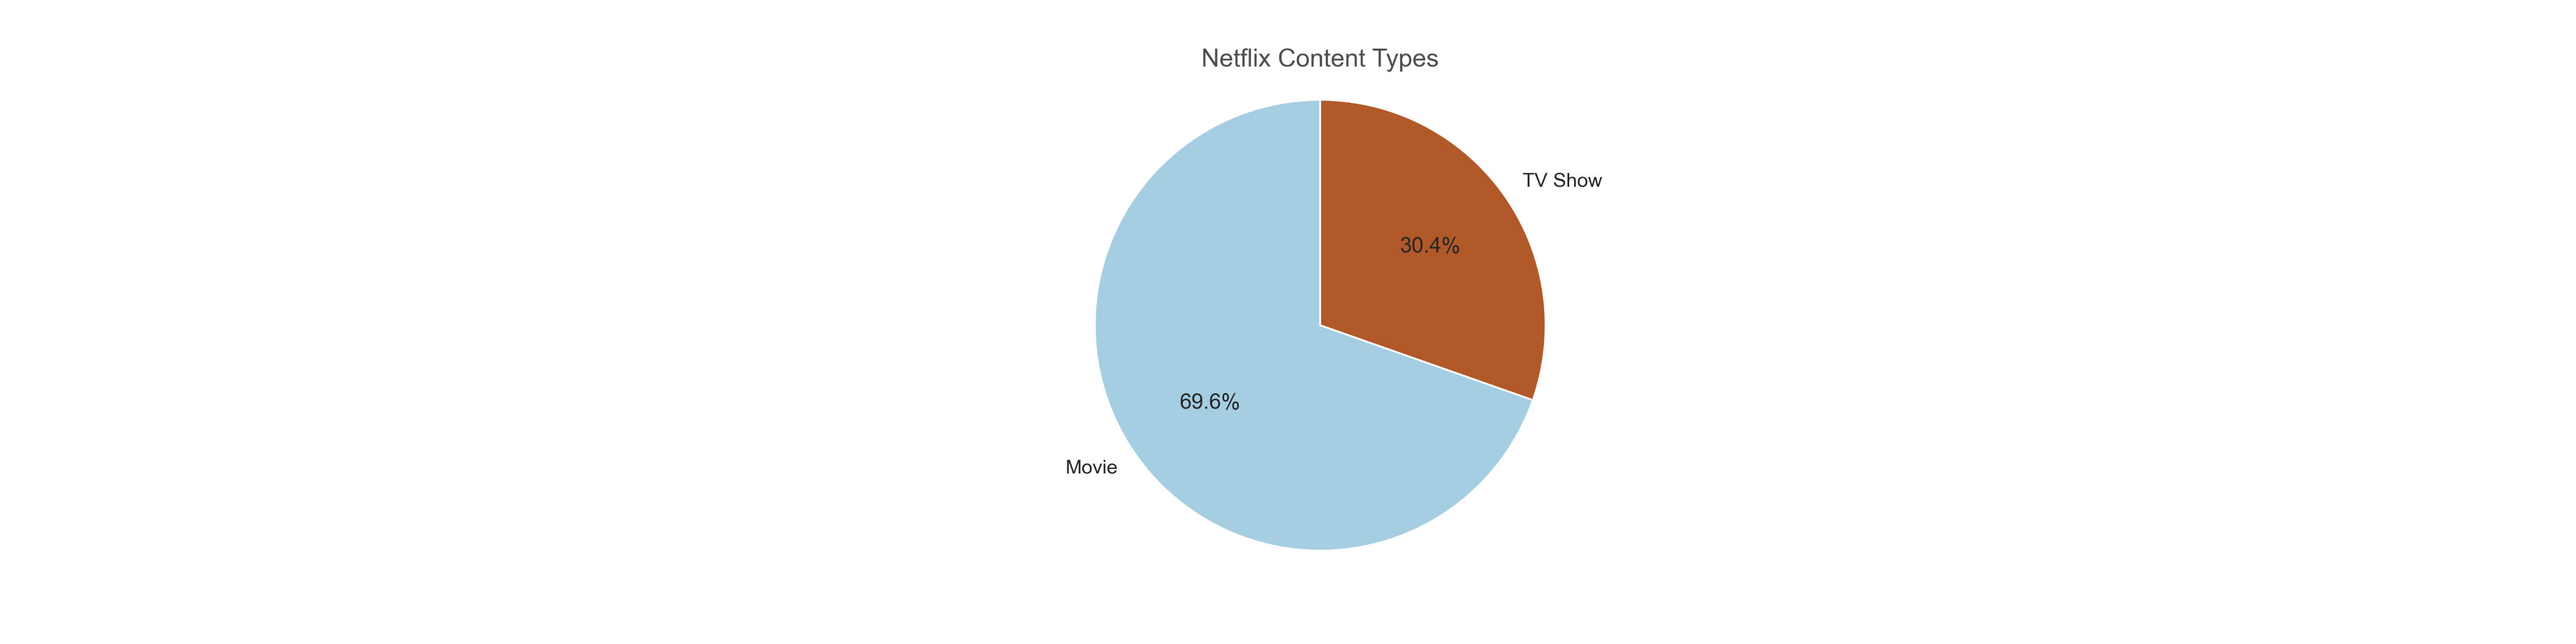 Netflix Content Types
TV Show
30.4%
69.6%
Movie